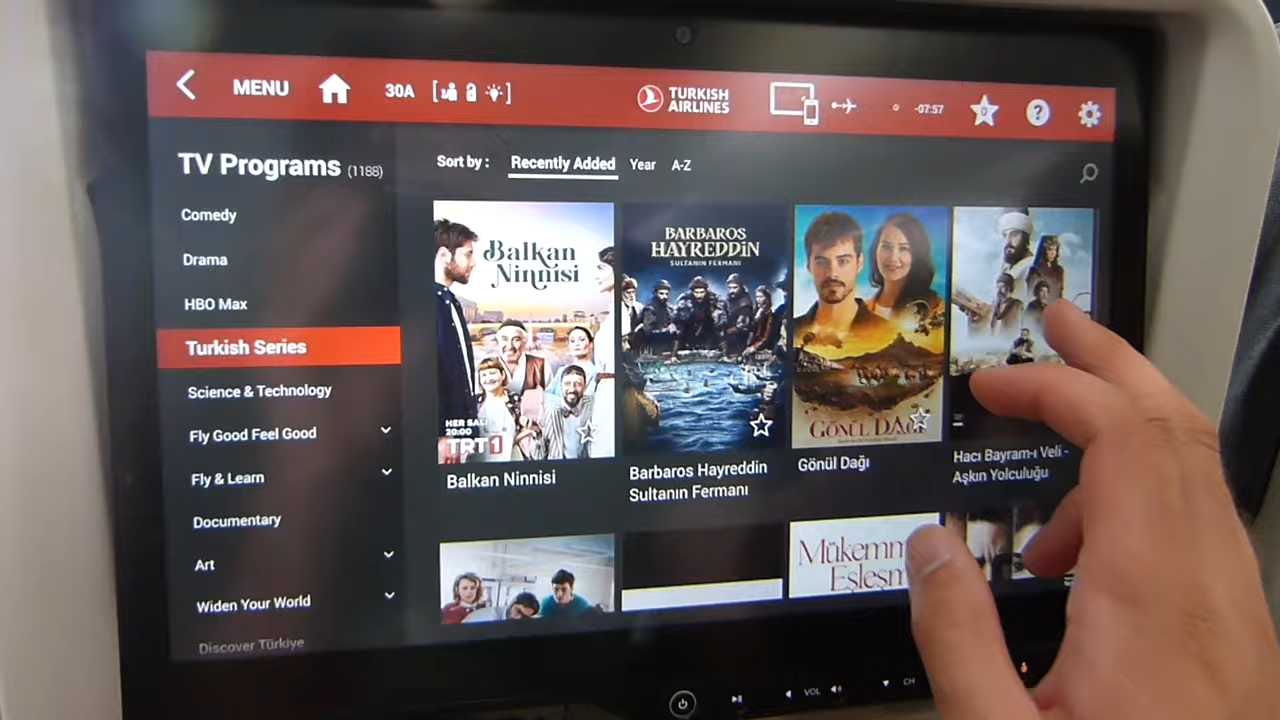 MENU
30A
TURKISH
AIRLINES
-07:57
0
?
TV Programs (1188)
Comedy
Drama
HBO Max
Turkish Series
Science & Technology
Fly Good Feel Good
Fly & Learn
Documentary
Art
Widen Your World
Discover Türkiye
Sort by :
Recently Added
Year
A-Z
Balkan
Ninnisi
HER SALI
20:00
TRT 1
Balkan Ninnisi
BARBAROS
HAYREDDİN
SULTANIN FERMANI
Barbaros Hayreddin
Sultanın Fermanı
GÖNÜL DAĞI
Gönül Dağı
Hacı Bayram-ı Veli -
Aşkın Yolculuğu
VOL
CH